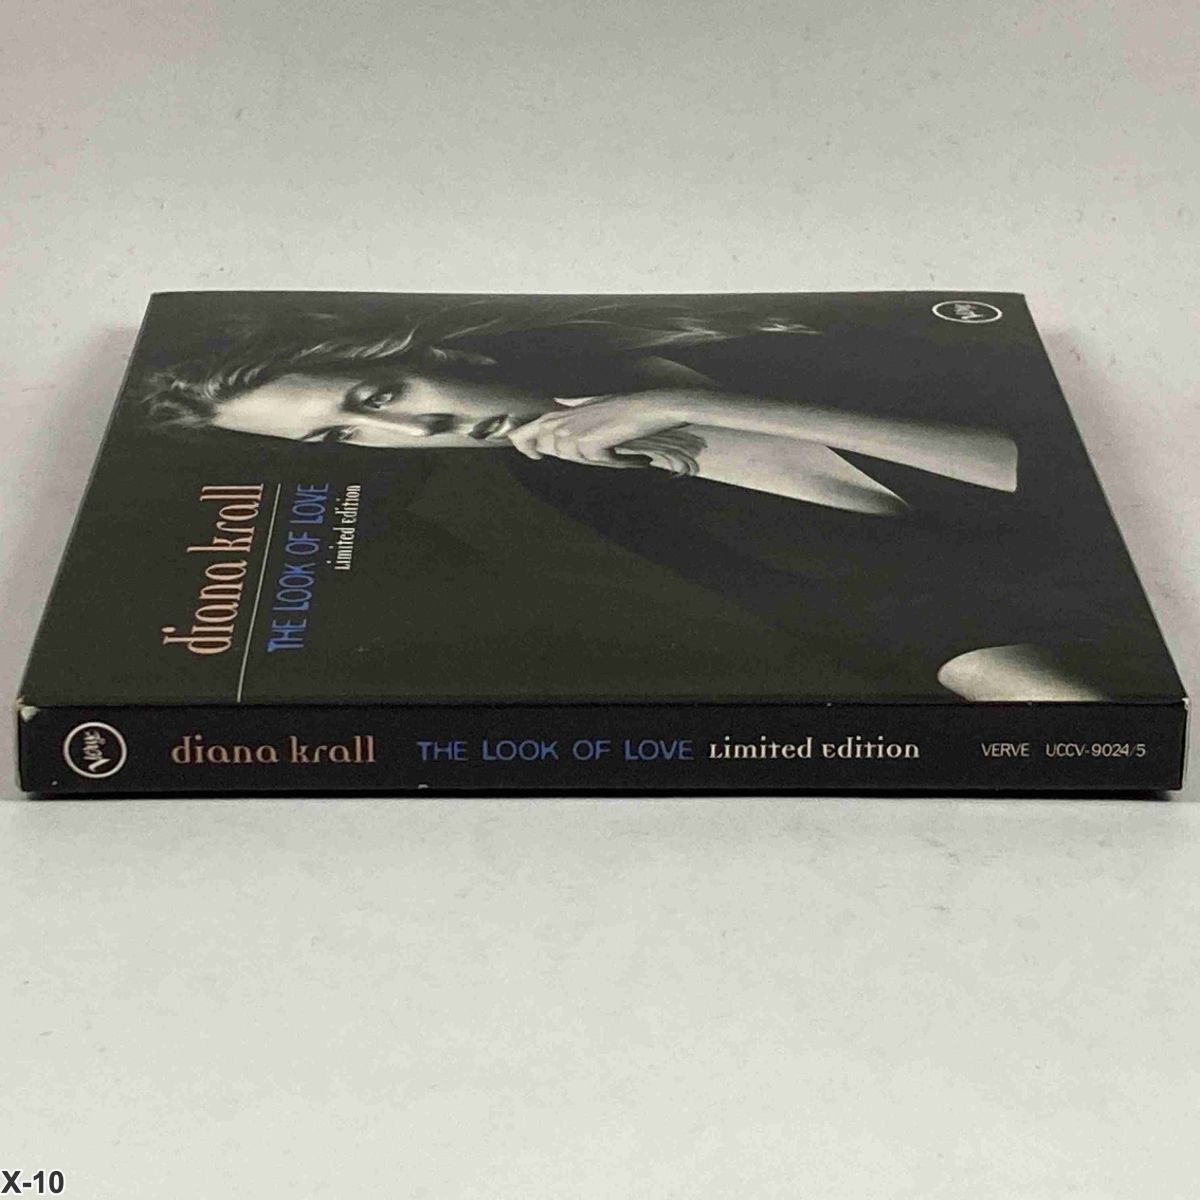 VERVE
diana krall
THE LOOK OF LOVE
Limited Edition
VERVE
diana krall THE LOOK OF LOVE Limited Edition VERVE UCCV-9024/5
X-10